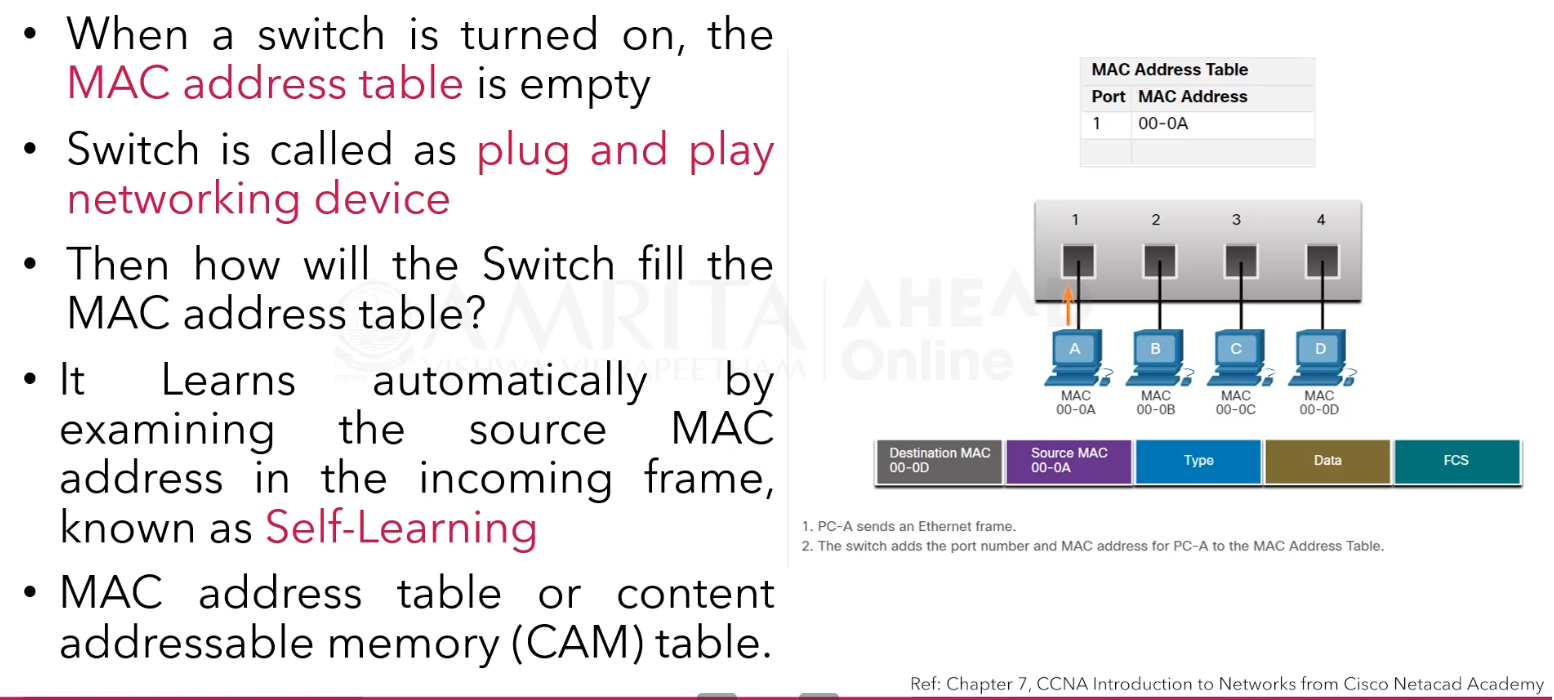 • When a switch is turned on, the
MAC address table is empty
• Switch is called as plug and play
networking device
• Then how will the Switch fill the
MAC address table?
• It Learns automatically by
examining the source MAC
address in the incoming frame,
known as Self-Learning
• MAC address table or content
addressable memory (CAM) table.
AMRITA AHEAD
VISHWA VIDYAPEETHAM Online
MAC Address Table
Port MAC Address
1 00-0A
1 2 3 4
A B C D
MAC MAC MAC MAC
00-0A 00-0B 00-0C 00-0D
Destination MAC Source MAC Type Data FCS
00-0D 00-0A
1. PC-A sends an Ethernet frame.
2. The switch adds the port number and MAC address for PC-A to the MAC Address Table.
Ref: Chapter 7, CCNA Introduction to Networks from Cisco Netacad Academy